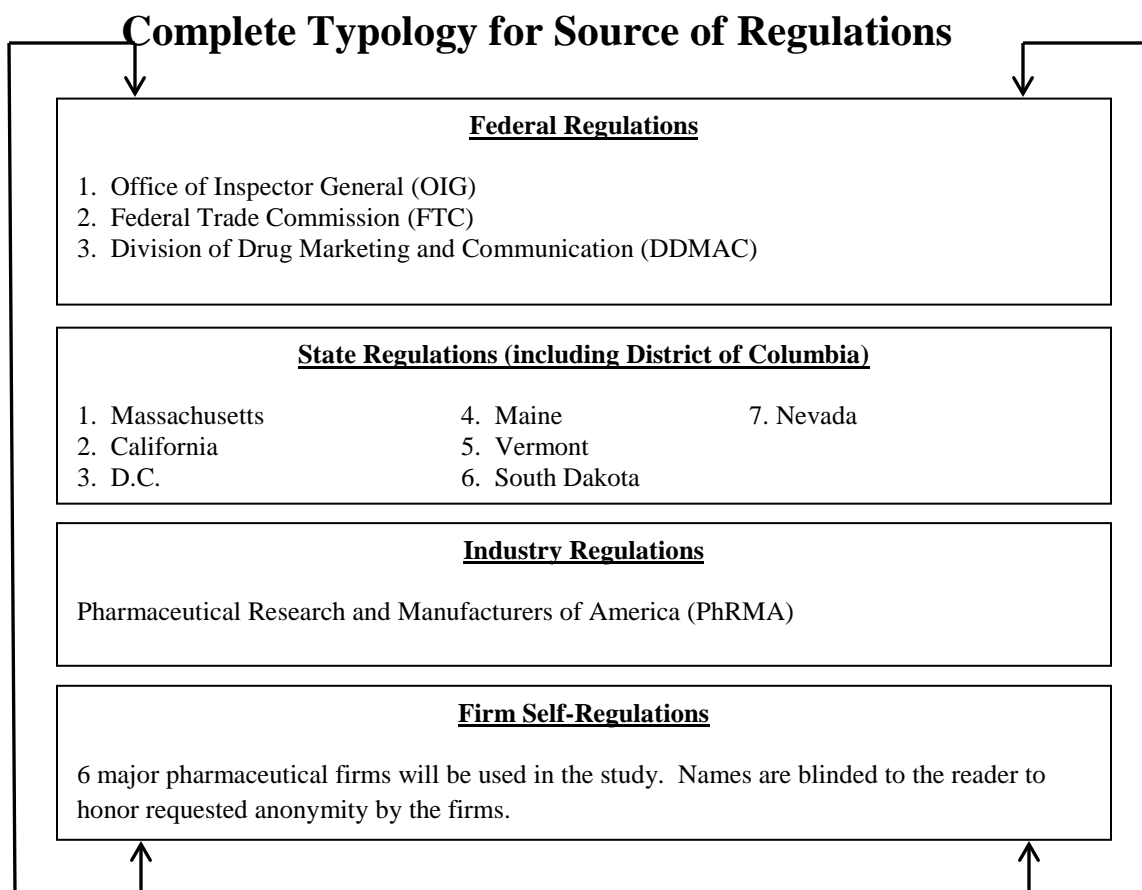 Complete Typology for Source of Regulations
Federal Regulations
1. Office of Inspector General (OIG)
2. Federal Trade Commission (FTC)
3. Division of Drug Marketing and Communication (DDMAC)
State Regulations (including District of Columbia)
1. Massachusetts 4. Maine 7. Nevada
2. California 5. Vermont
3. D.C. 6. South Dakota
Industry Regulations
Pharmaceutical Research and Manufacturers of America (PhRMA)
Firm Self-Regulations
6 major pharmaceutical firms will be used in the study. Names are blinded to the reader to
honor requested anonymity by the firms.